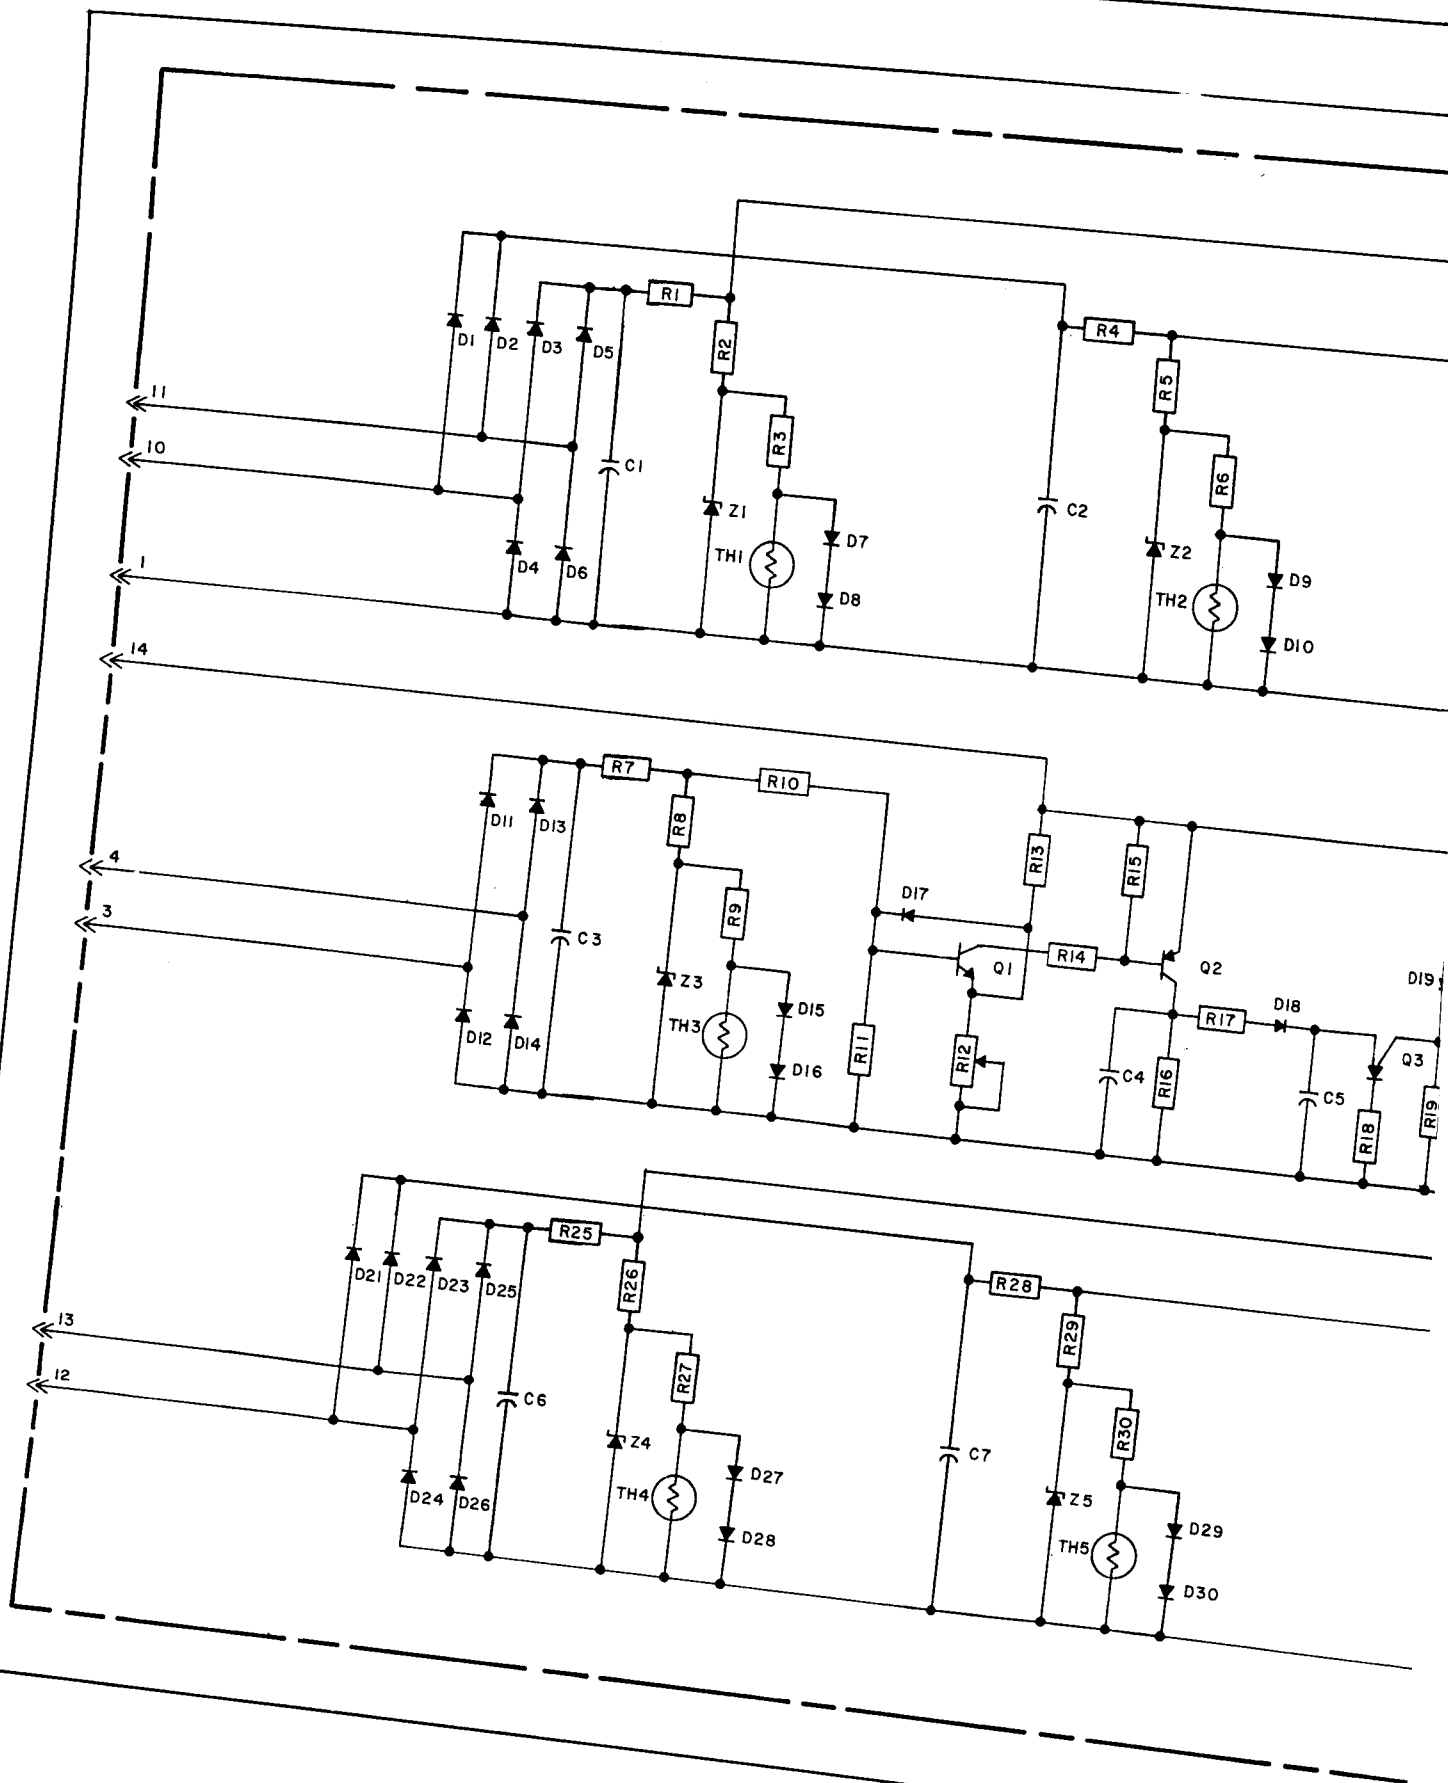 R1
R4
R2
D1
D2
D3
D5
R5
11
R3
10
C1
R6
Z1
C2
TH1
D7
Z2
D4
D6
1
D8
TH2
D9
D10
14
R7
R10
R8
D11
D13
R13
R15
4
D17
R9
3
C3
R14
Q1
Q2
Z3
D19
D15
D18
TH3
R17
D12
D14
R11
R12
Q3
D16
C4
R16
C5
R19
R18
R25
D21
D22
D23
D25
R26
R28
13
R29
12
R27
C6
R30
Z4
C7
D27
D24
D26
TH4
Z5
D28
D29
TH5
D30